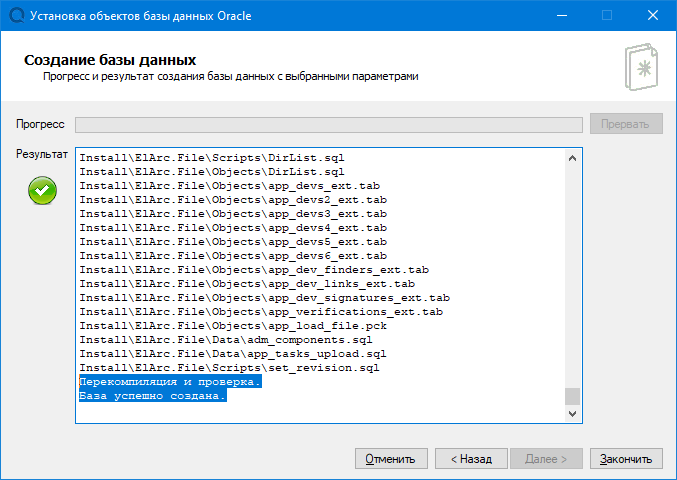 Установка объектов базы данных Oracle
Создание базы данных
Прогресс и результат создания базы данных с выбранными параметрами
Прогресс
Прервать
Результат
Install\ElArc.File\Scripts\DirList.sql
Install\ElArc.File\Objects\DirList.sql
Install\ElArc.File\Objects\app_devs_ext.tab
Install\ElArc.File\Objects\app_devs2_ext.tab
Install\ElArc.File\Objects\app_devs3_ext.tab
Install\ElArc.File\Objects\app_devs4_ext.tab
Install\ElArc.File\Objects\app_devs5_ext.tab
Install\ElArc.File\Objects\app_devs6_ext.tab
Install\ElArc.File\Objects\app_dev_finders_ext.tab
Install\ElArc.File\Objects\app_dev_links_ext.tab
Install\ElArc.File\Objects\app_dev_signatures_ext.tab
Install\ElArc.File\Objects\app_verifications_ext.tab
Install\ElArc.File\Objects\app_load_file.pck
Install\ElArc.File\Data\adm_components.sql
Install\ElArc.File\Data\app_tasks_upload.sql
Install\ElArc.File\Scripts\set_revision.sql
Перекомпиляция и проверка.
База успешно создана.
Отменить
< Назад
Далее >
Закончить